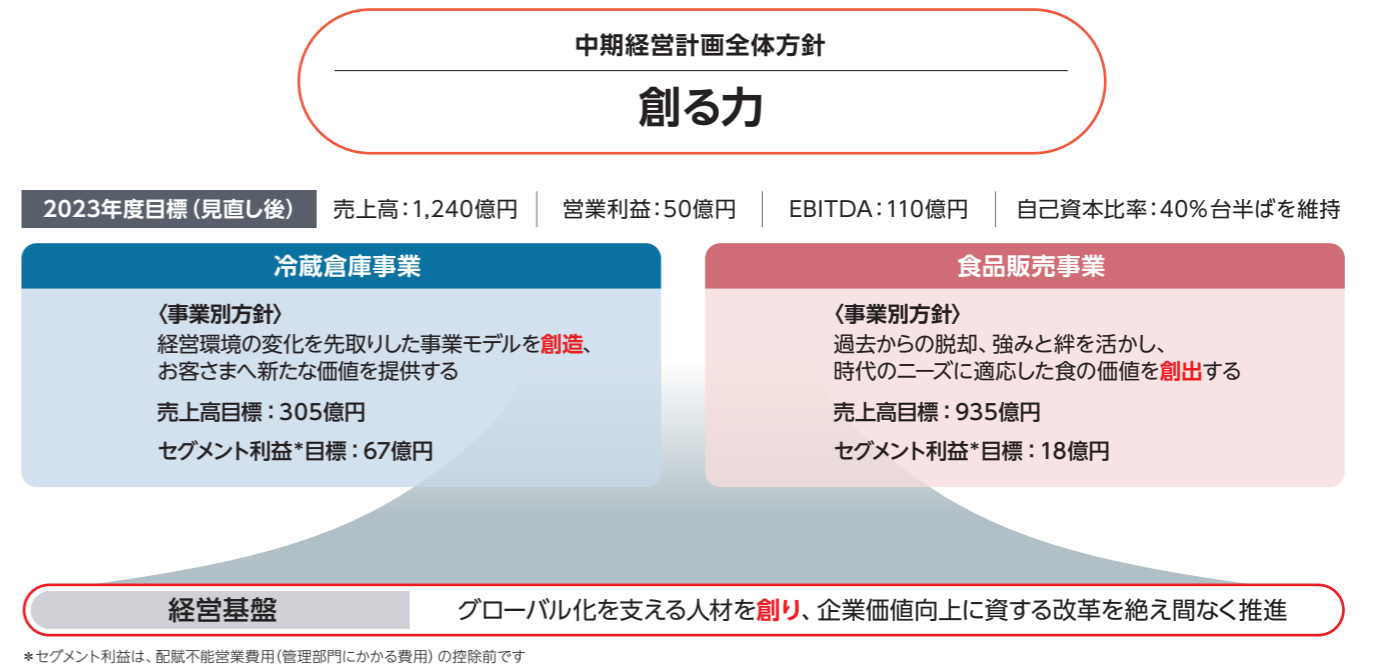 中期経営計画全体方針
創る力
2023年度目標（見直し後） 売上高：1,240億円 営業利益：50億円 EBITDA：110億円 自己資本比率：40%台半ばを維持
冷蔵倉庫事業
〈事業別方針〉
経営環境の変化を先取りした事業モデルを創造、
お客さまへ新たな価値を提供する
売上高目標：305億円
セグメント利益*目標：67億円
食品販売事業
〈事業別方針〉
過去からの脱却、強みと絆を活かし、
時代のニーズに適応した食の価値を創出する
売上高目標：935億円
セグメント利益*目標：18億円
経営基盤 グローバル化を支える人材を創り、企業価値向上に資する改革を絶え間なく推進
＊セグメント利益は、配賦不能営業費用（管理部門にかかる費用）の控除前です